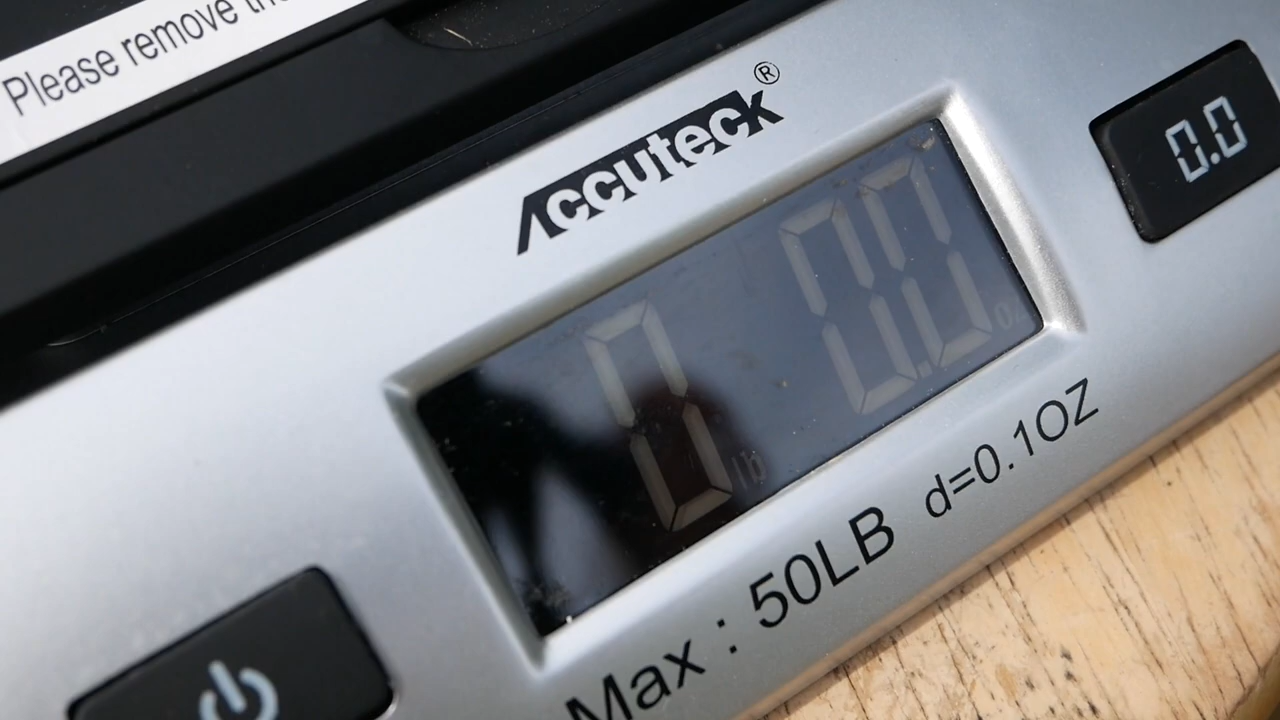 Please remove the
Accuteck®
0 lb 0.0 oz
0.0
Max : 50LB d=0.1OZ